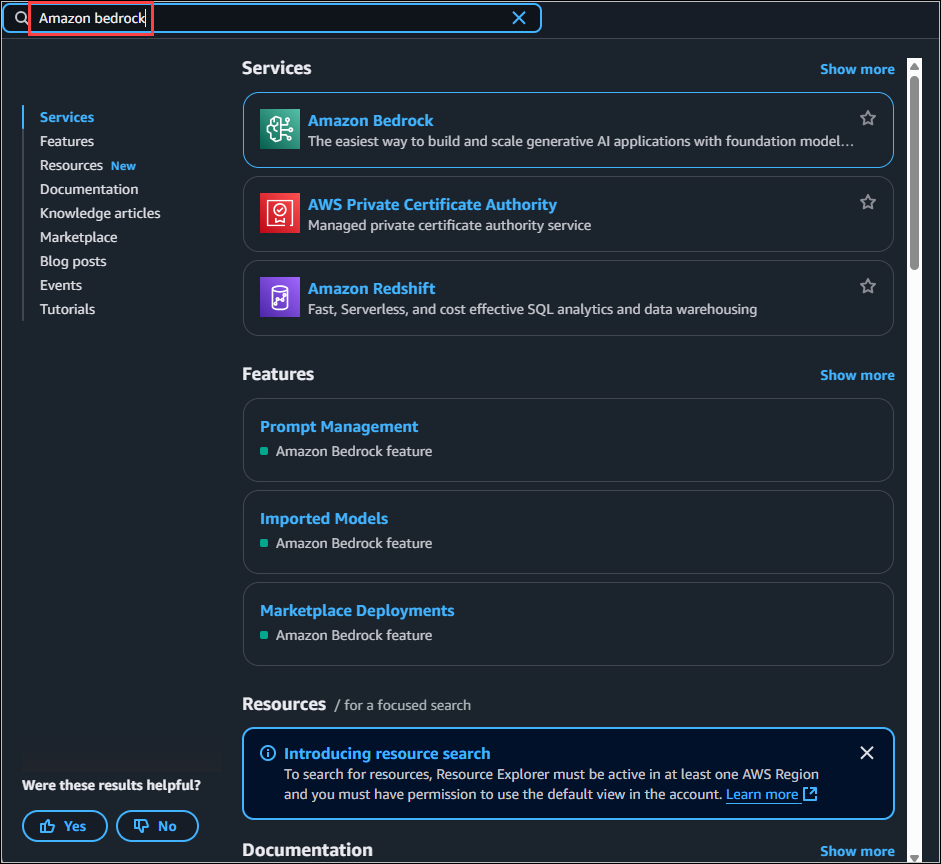 Amazon bedrock
Services
Show more
Services
Features
Resources New
Documentation
Knowledge articles
Marketplace
Blog posts
Events
Tutorials
Amazon Bedrock
The easiest way to build and scale generative AI applications with foundation model...
AWS Private Certificate Authority
Managed private certificate authority service
Amazon Redshift
Fast, Serverless, and cost effective SQL analytics and data warehousing
Features
Show more
Prompt Management
Amazon Bedrock feature
Imported Models
Amazon Bedrock feature
Marketplace Deployments
Amazon Bedrock feature
Resources / for a focused search
Introducing resource search
To search for resources, Resource Explorer must be active in at least one AWS Region
and you must have permission to use the default view in the account. Learn more
Were these results helpful?
Yes
No
Documentation
Show more